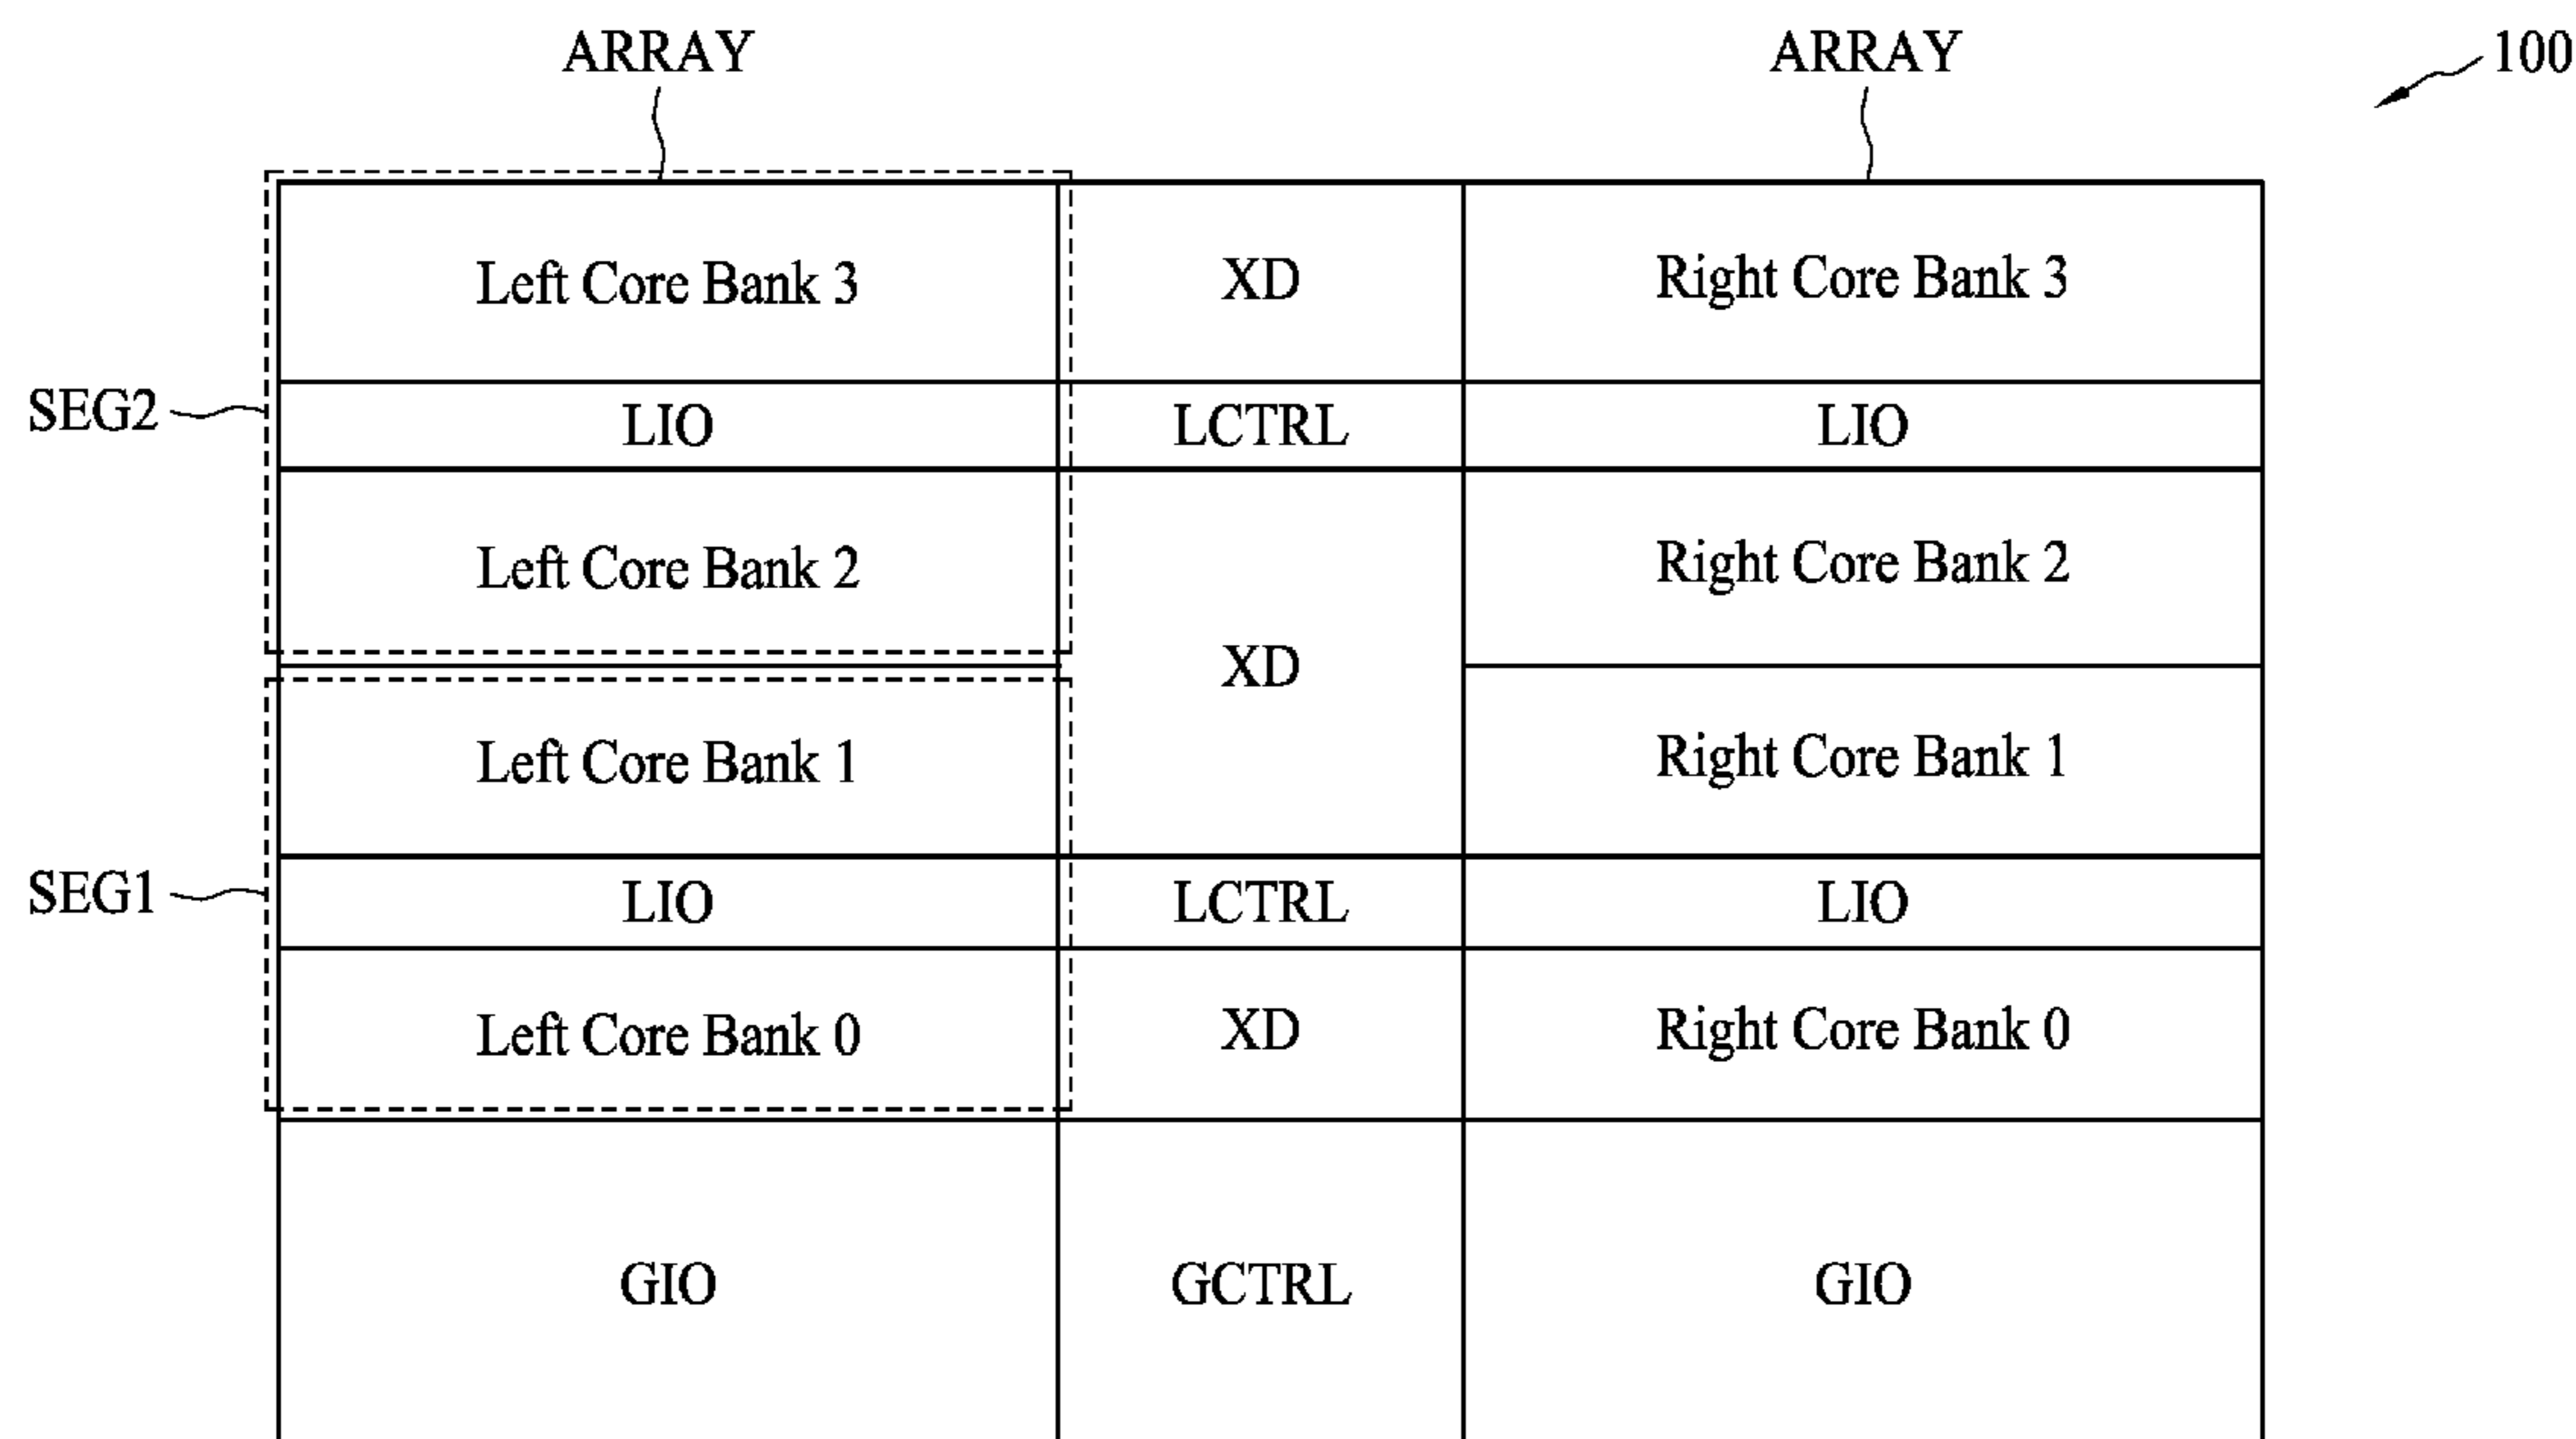 ARRAY
ARRAY
100
Left Core Bank 3
XD
Right Core Bank 3
SEG2
LIO
LCTRL
LIO
Left Core Bank 2
Right Core Bank 2
XD
Left Core Bank 1
Right Core Bank 1
SEG1
LIO
LCTRL
LIO
Left Core Bank 0
XD
Right Core Bank 0
GIO
GCTRL
GIO